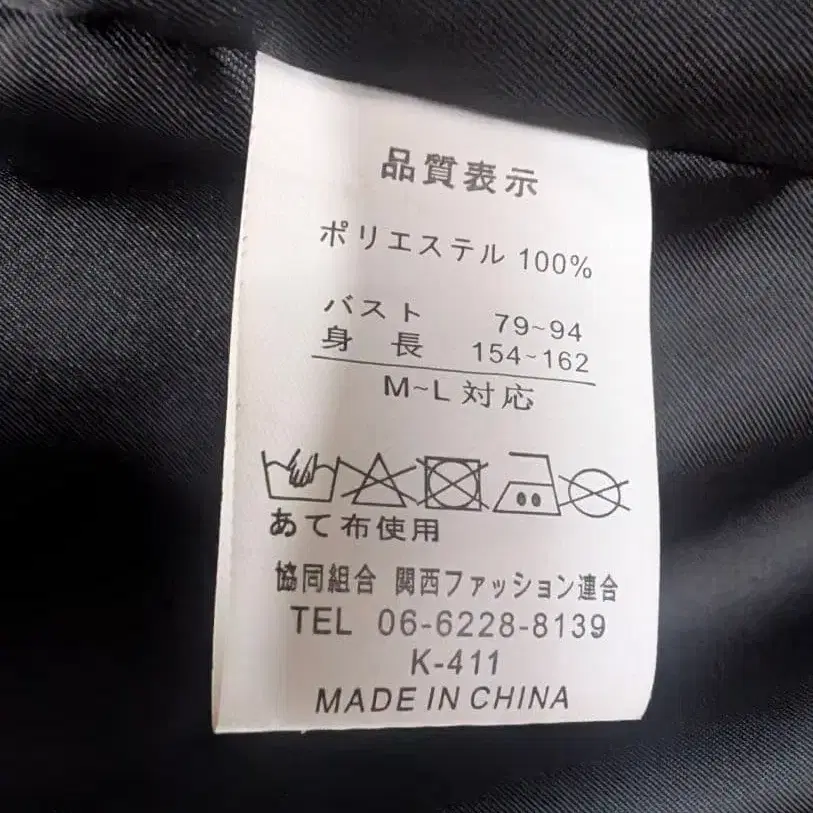 品質表示
ポリエステル 100%
バスト 79~94
身長 154~162
M~L 対応
あて布使用
協同組合 関西ファッション連合
TEL 06-6228-8139
K-411
MADE IN CHINA